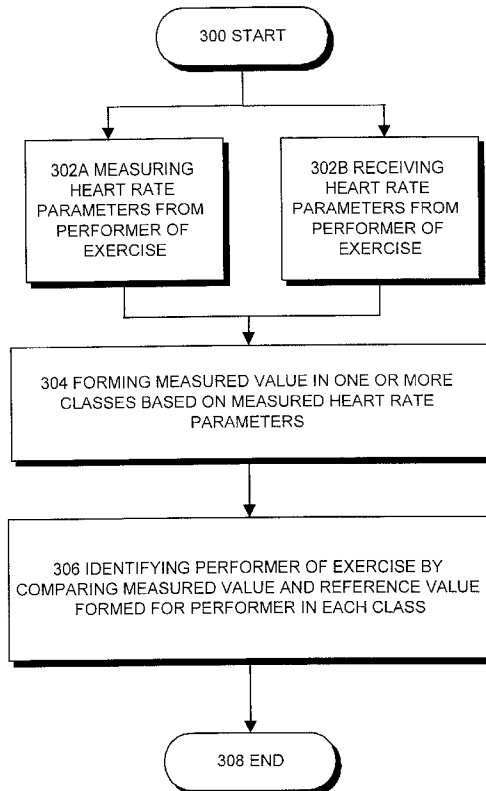 300 START
302A MEASURING
HEART RATE
PARAMETERS FROM
PERFORMER OF
EXERCISE
302B RECEIVING
HEART RATE
PARAMETERS FROM
PERFORMER OF
EXERCISE
304 FORMING MEASURED VALUE IN ONE OR MORE
CLASSES BASED ON MEASURED HEART RATE
PARAMETERS
306 IDENTIFYING PERFORMER OF EXERCISE BY
COMPARING MEASURED VALUE AND REFERENCE VALUE
FORMED FOR PERFORMER IN EACH CLASS
308 END